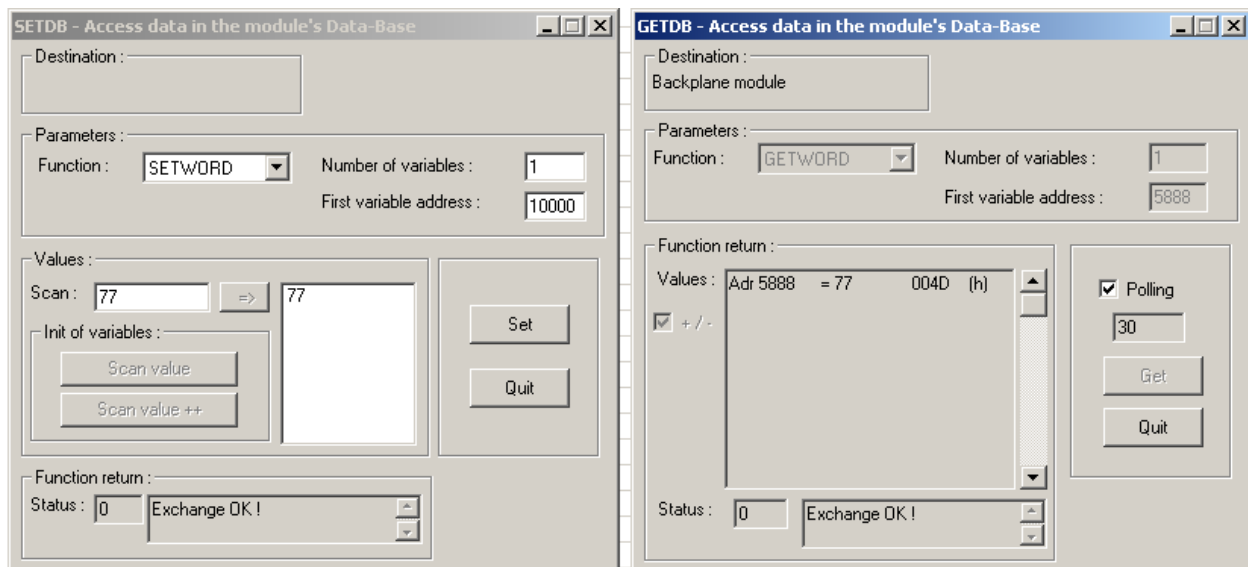 SETDB - Access data in the module's Data-Base
Destination :
Parameters :
Function : SETWORD Number of variables : 1
First variable address : 10000
Values :
Scan : 77 => 77
Init of variables :
Scan value
Scan value ++
Set
Quit
Function return :
Status : 0 Exchange OK !
GETDB - Access data in the module's Data-Base
Destination :
Backplane module
Parameters :
Function : GETWORD Number of variables : 1
First variable address : 5888
Function return :
Values : Adr 5888 = 77 004D (h)
+ / -
Polling
30
Get
Quit
Status : 0 Exchange OK !